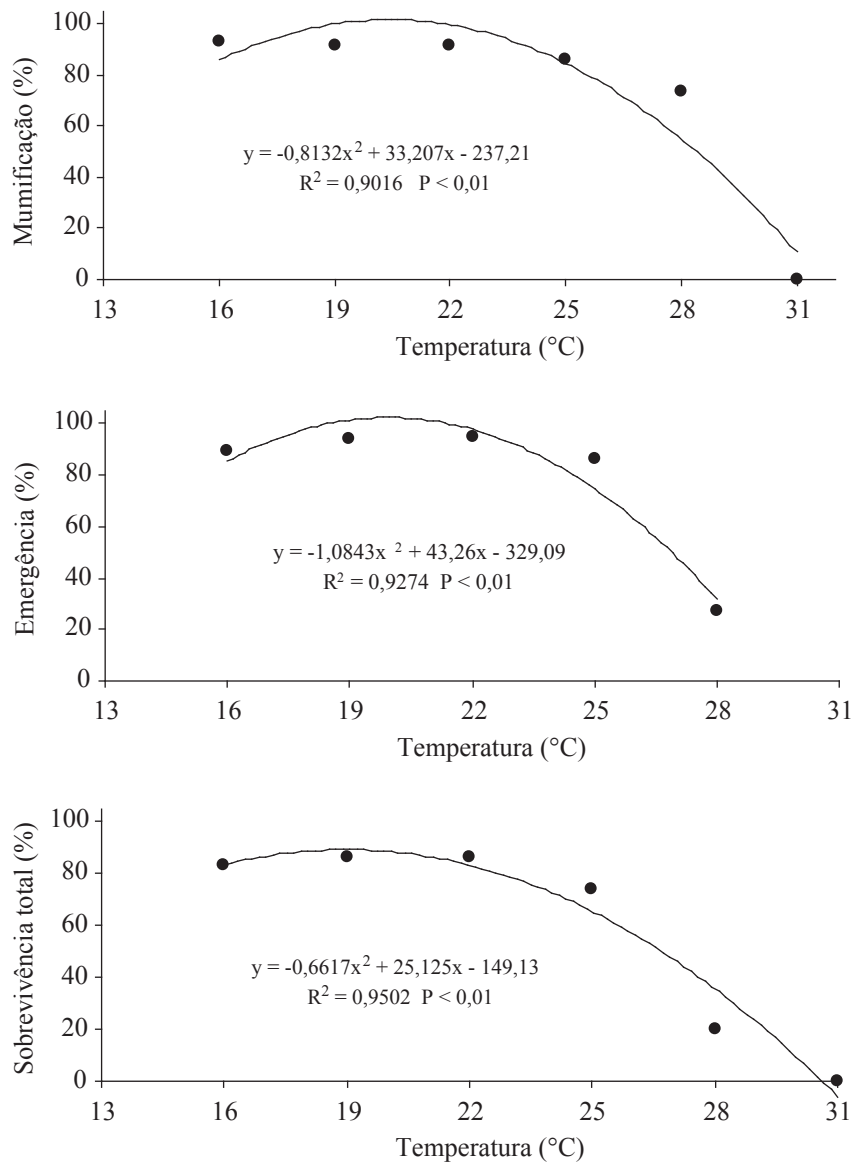 Mumificação (%)
100
80
60
40
20
0
y = -0,8132x² + 33,207x - 237,21
R² = 0,9016 P < 0,01
13 16 19 22 25 28 31
Temperatura (°C)
Emergência (%)
100
80
60
40
20
0
y = -1,0843x ² + 43,26x - 329,09
R² = 0,9274 P < 0,01
13 16 19 22 25 28 31
Temperatura (°C)
Sobrevivência total (%)
100
80
60
40
20
0
y = -0,6617x² + 25,125x - 149,13
R² = 0,9502 P < 0,01
13 16 19 22 25 28 31
Temperatura (°C)